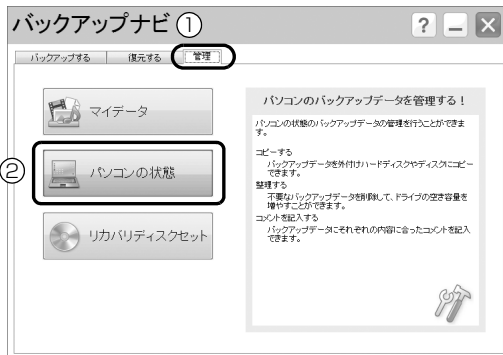 バックアップナビ ①
? － ×
バックアップする 復元する 管理
マイデータ
② パソコンの状態
リカバリディスクセット
パソコンのバックアップデータを管理する！
パソコンの状態のバックアップデータの管理を行うことができま
す。
コピーする
バックアップデータを外付けハードディスクやディスクにコピー
できます。
整理する
不要なバックアップデータを削除して、ドライブの空き容量を
増やすことができます。
コメントを記入する
バックアップデータにそれぞれの内容に合ったコメントを記入
できます。